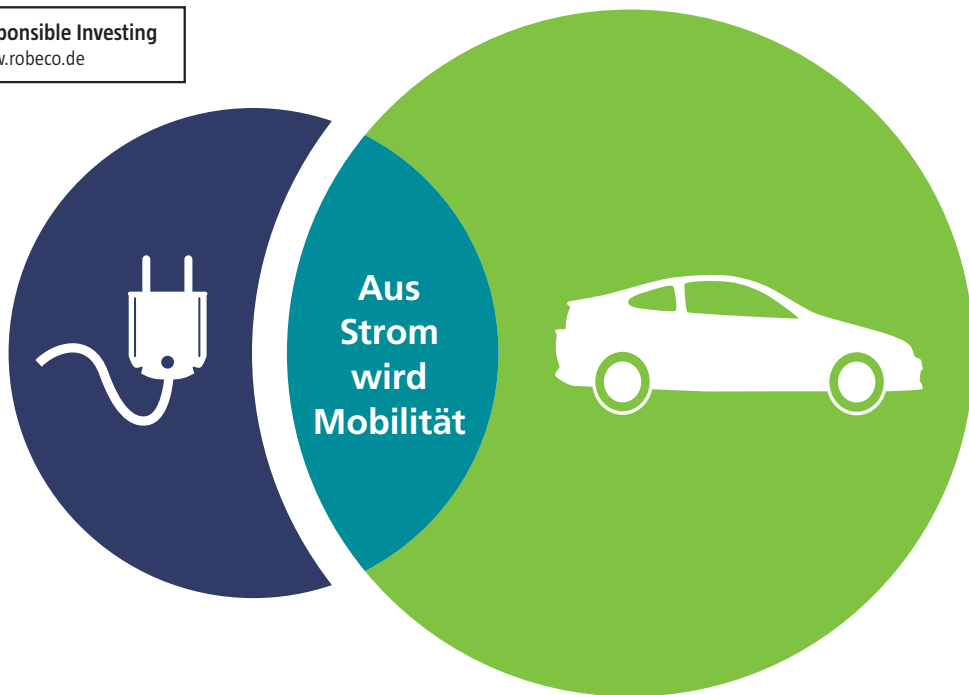 ponsible Investing
w.robeco.de
Aus
Strom
wird
Mobilität